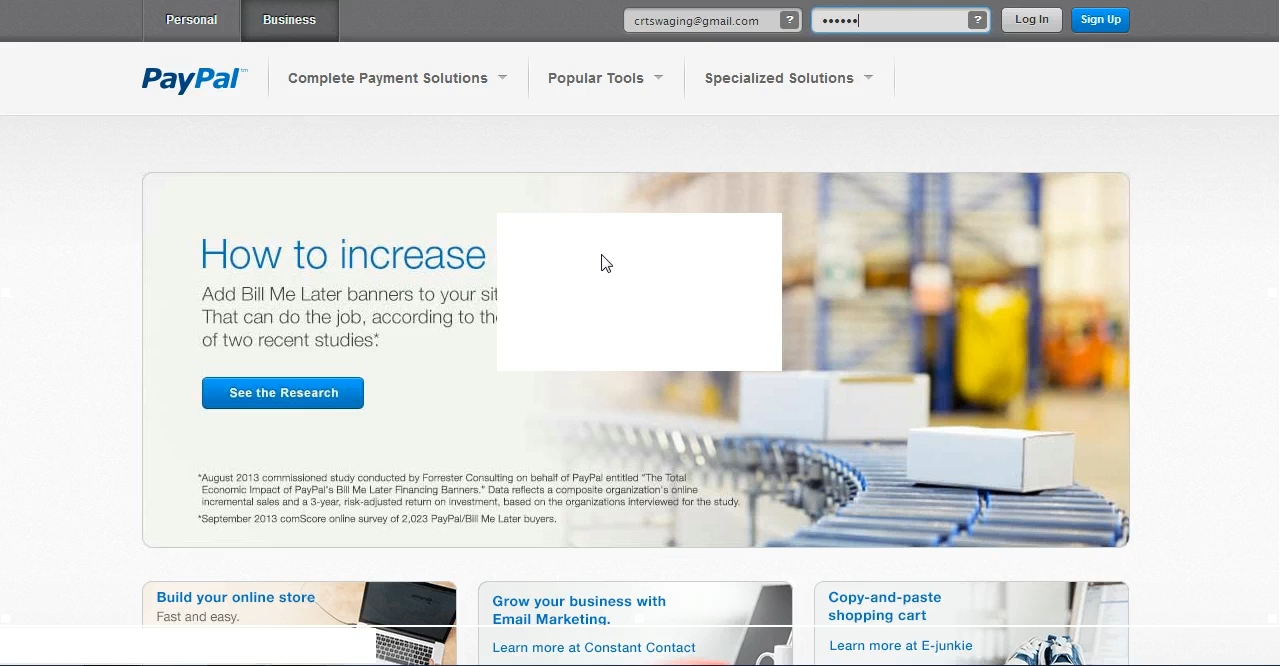 Personal
Business
crtswaging@gmail.com
?
••••••
?
Log In
Sign Up
PayPal™
Complete Payment Solutions
Popular Tools
Specialized Solutions
How to increase
Add Bill Me Later banners to your
That can do the job, according to
of two recent studies*.
See the Research
*August 2013 commissioned study conducted by Forrester Consulting on behalf of PayPal entitled "The Total
Economic Impact of PayPal's Bill Me Later Financing Banners." Data reflects a composite organization's online
incremental sales and a 3-year, risk-adjusted return on investment, based on the organizations interviewed for the study.
*September 2013 comScore online survey of 2,023 PayPal/Bill Me Later buyers.
Build your online store
Fast and easy.
Grow your business with
Email Marketing.
Learn more at Constant Contact
Copy-and-paste
shopping cart
Learn more at E-junkie